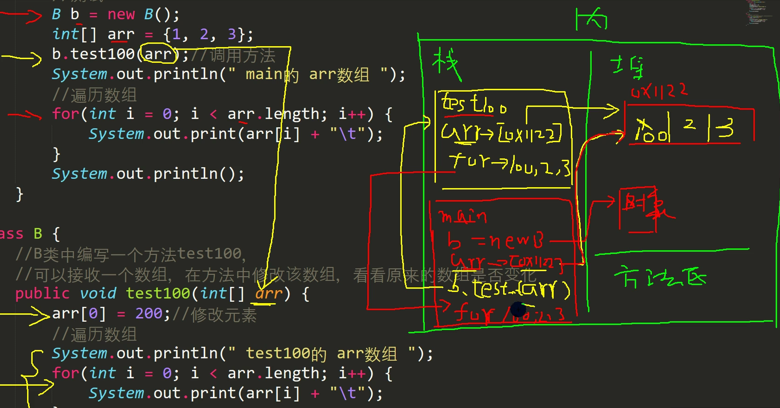 B b = new B();
int[] arr = {1, 2, 3};
b.test100(arr);//调用方法
System.out.println(" main的 arr数组 ");
//遍历数组
for(int i = 0; i < arr.length; i++) {
System.out.print(arr[i] + "\t");
}
System.out.println();
}
ass B {
//B类中编写一个方法test100,
//可以接收一个数组, 在方法中修改该数组, 看看原来的数组是否变化
public void test100(int[] arr) {
arr[0] = 200;//修改元素
//遍历数组
System.out.println(" test100的 arr数组 ");
for(int i = 0; i < arr.length; i++) {
System.out.print(arr[i] + "\t");
栈
test100
arr→[0x1122]
for→100,2,3
main
b =new B
arr→[0x1122]
b.test(arr)
for 100,2,3
堆
0x1122
100|2|3
方法区